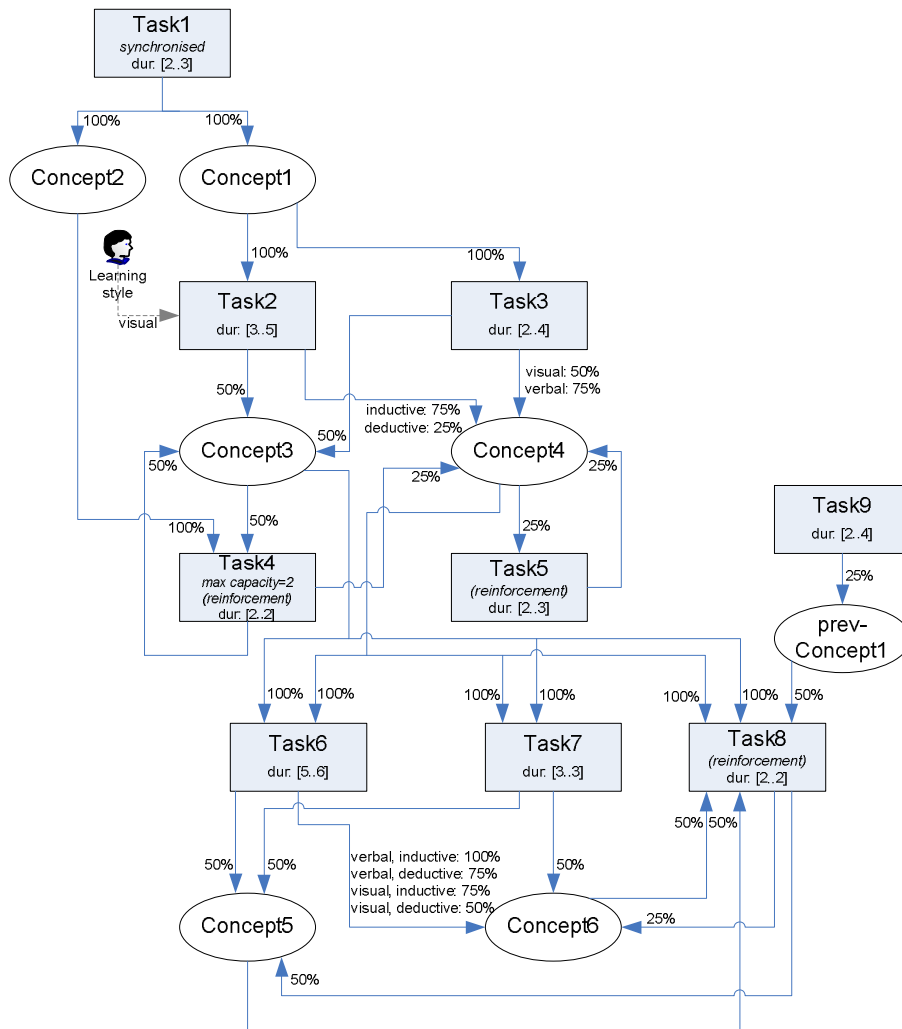 Task1
synchronised
dur: [2..3]
100%
100%
Concept2
Concept1
Learning
style
visual
100%
100%
Task2
dur: [3..5]
Task3
dur: [2..4]
50%
visual: 50%
verbal: 75%
inductive: 75%
deductive: 25%
50%
Concept3
Concept4
50%
25%
25%
100%
50%
25%
Task4
max capacity=2
(reinforcement)
dur: [2..2]
Task5
(reinforcement)
dur: [2..3]
Task9
dur: [2..4]
25%
prev-
Concept1
100%
100%
100%
100%
100%
100%
50%
Task6
dur: [5..6]
Task7
dur: [3..3]
Task8
(reinforcement)
dur: [2..2]
50%
50%
verbal, inductive: 100%
verbal, deductive: 75%
visual, inductive: 75%
visual, deductive: 50%
50%
50%
50%
Concept5
Concept6
25%
50%